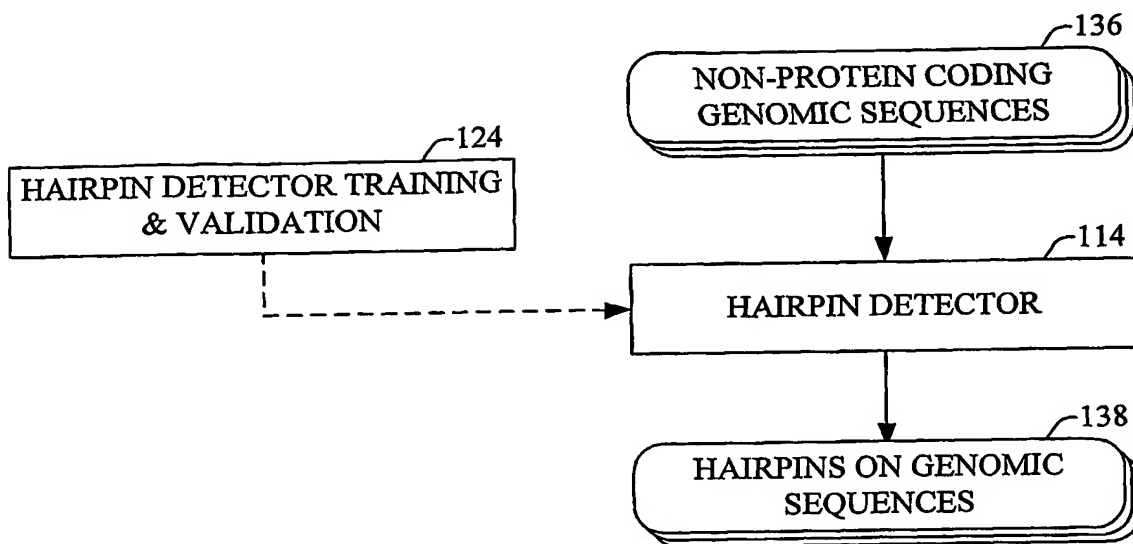 136
NON-PROTEIN CODING
GENOMIC SEQUENCES
124
HAIRPIN DETECTOR TRAINING
& VALIDATION
114
HAIRPIN DETECTOR
138
HAIRPINS ON GENOMIC
SEQUENCES